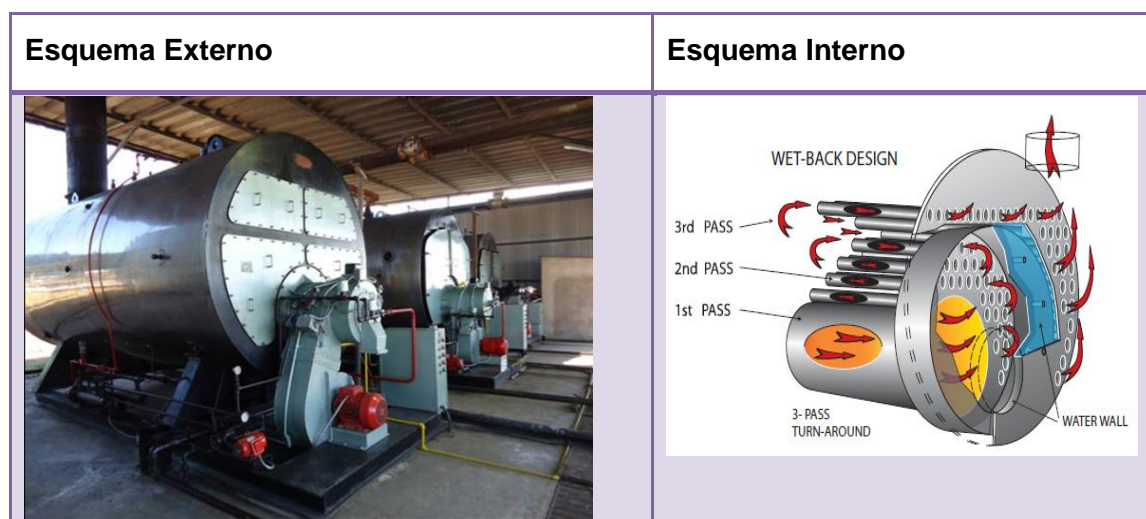 Esquema Externo
Esquema Interno
WET-BACK DESIGN
3rd PASS
2nd PASS
1st PASS
3- PASS
TURN-AROUND
WATER WALL